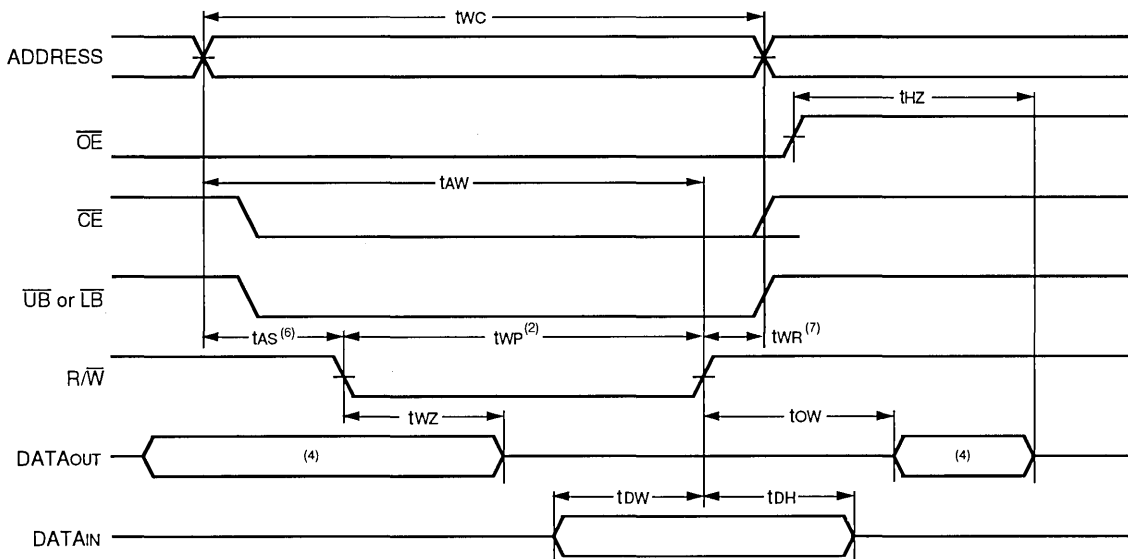 tWC
ADDRESS
tHZ
OE
tAW
CE
UB or LB
tAS (6) tWP (2) tWR (7)
R/W
tWZ tOW
DATAOUT (4) (4)
tDW tDH
DATAIN